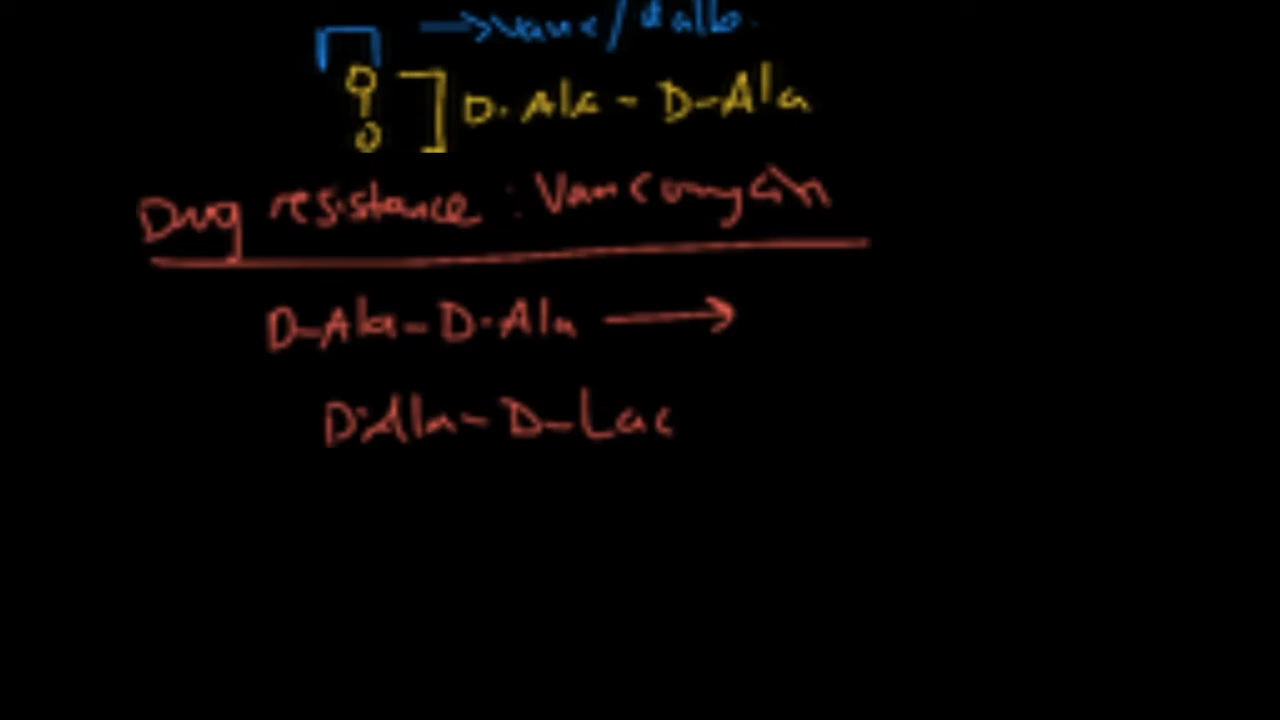 → Vanc/dalb.
D-Ala - D-Ala
Drug resistance : Vancomycin
D-Ala-D-Ala →
D-Ala-D-Lac